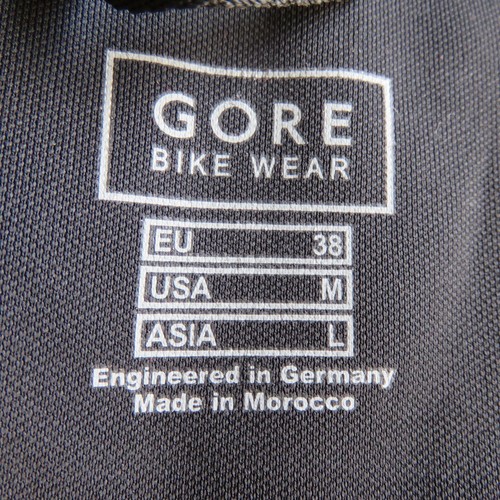 GORE
BIKE WEAR
EU 38
USA M
ASIA L
Engineered in Germany
Made in Morocco